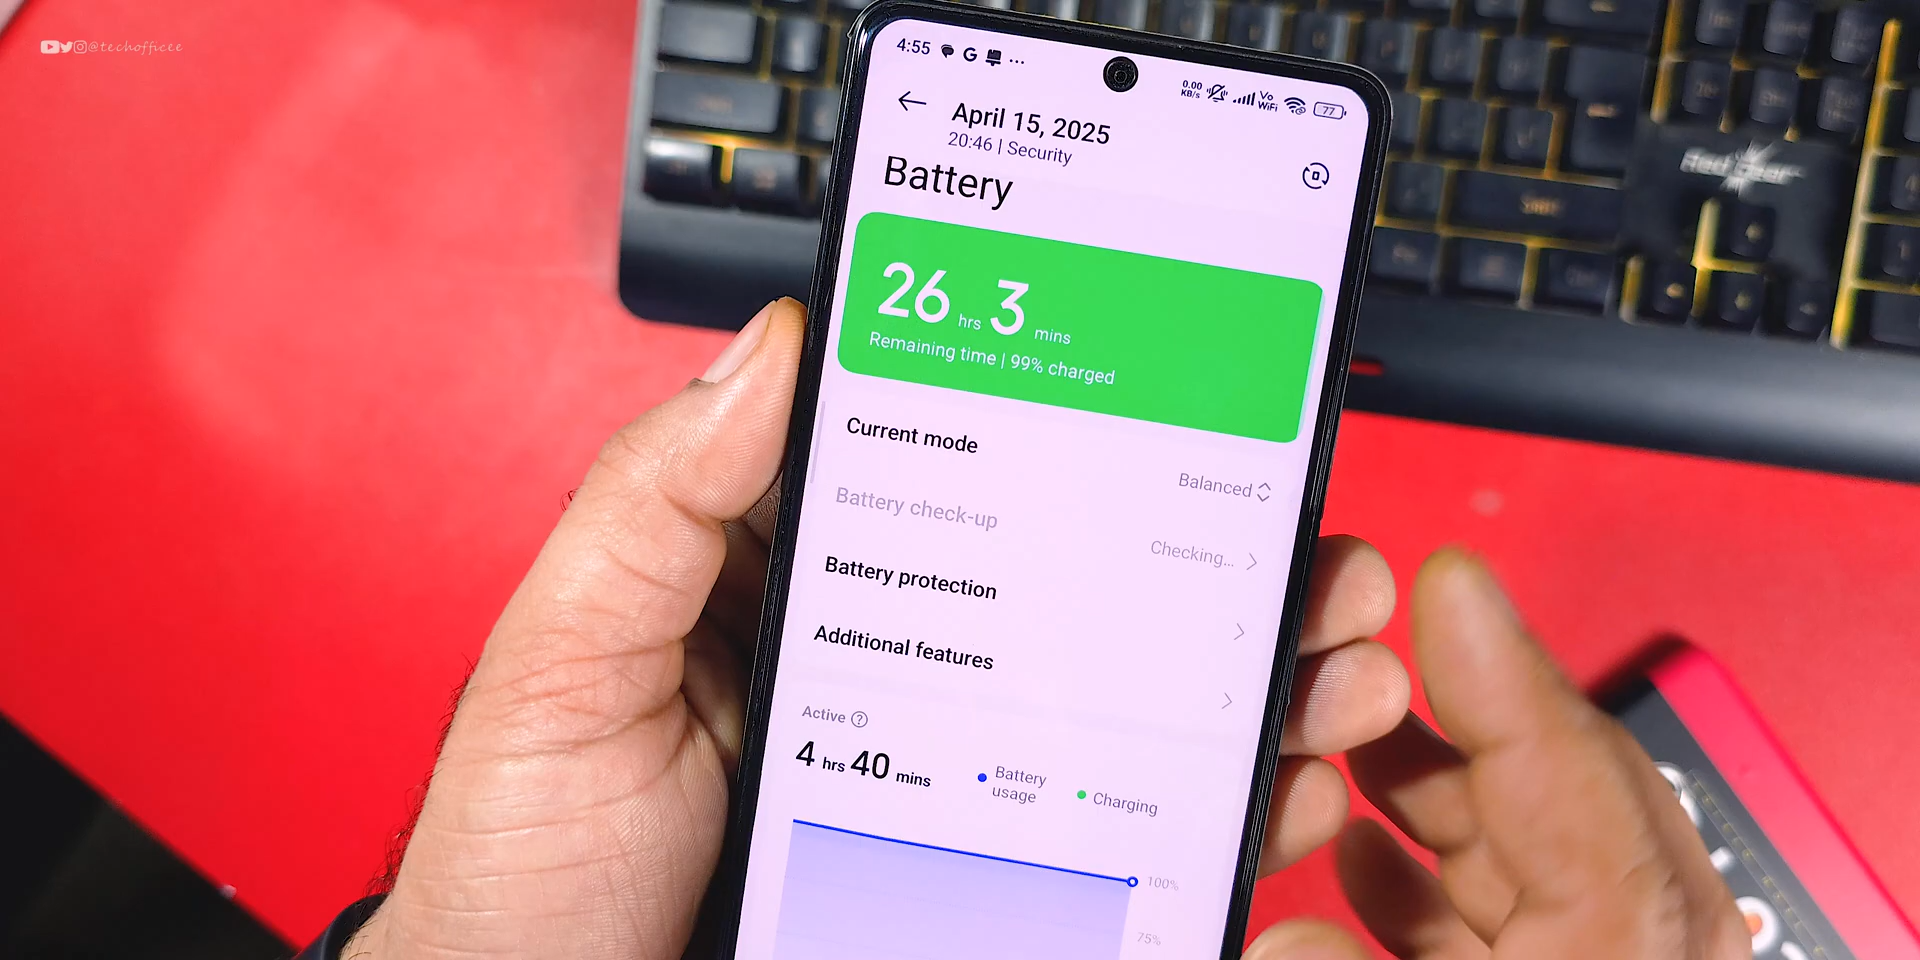 @techofficee
4:55
0.00
KB/s
Vo
WiFi
77
April 15, 2025
20:46 | Security
Battery
26 hrs 3 mins
Remaining time | 99% charged
Current mode
Balanced
Battery check-up
Checking...
Battery protection
Additional features
Active
4 hrs 40 mins
Battery
usage
Charging
100%
75%